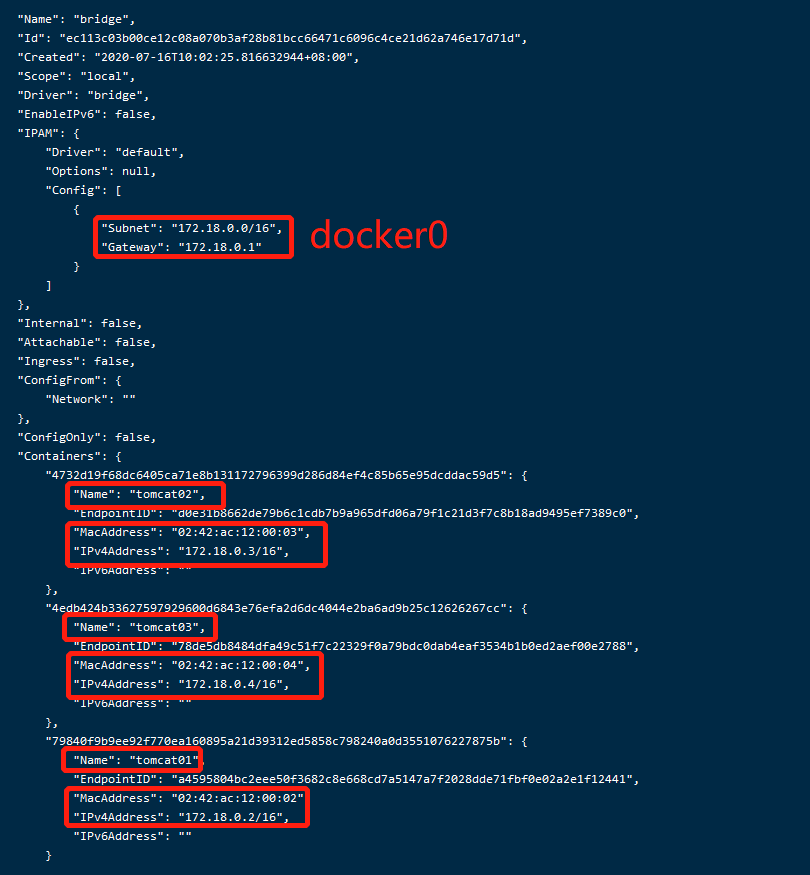 "Name": "bridge",
"Id": "ec113c03b00ce12c08a070b3af28b81bcc66471c6096c4ce21d62a746e17d71d",
"Created": "2020-07-16T10:02:25.816632944+08:00",
"Scope": "local",
"Driver": "bridge",
"EnableIPv6": false,
"IPAM": {
"Driver": "default",
"Options": null,
"Config": [
{
"Subnet": "172.18.0.0/16",
"Gateway": "172.18.0.1"
docker0
}
]
},
"Internal": false,
"Attachable": false,
"Ingress": false,
"ConfigFrom": {
"Network": ""
},
"ConfigOnly": false,
"Containers": {
"4732d19f68dc6405ca71e8b131172796399d286d84ef4c85b65e95dcddac59d5": {
"Name": "tomcat02",
"EndpointID": "d0e31b8662de79b6c1cdb7b9a965dfd06a79f1c21d3f7c8b18ad9495ef7389c0",
"MacAddress": "02:42:ac:12:00:03",
"IPv4Address": "172.18.0.3/16",
"IPv6Address": ""
},
"4edb424b33627597929600d6843e76efa2d6dc4044e2ba6ad9b25c12626267cc": {
"Name": "tomcat03",
"EndpointID": "78de5db8484dfa49c51f7c22329f0a79bdc0dab4eaf3534b1b0ed2aef00e2788",
"MacAddress": "02:42:ac:12:00:04",
"IPv4Address": "172.18.0.4/16",
"IPv6Address": ""
},
"79840f9b9ee92f770ea160895a21d39312ed5858c798240a0d3551076227875b": {
"Name": "tomcat01",
"EndpointID": "a4595804bc2eee50f3682c8e668cd7a5147a7f2028dde71fbf0e02a2e1f12441",
"MacAddress": "02:42:ac:12:00:02"
"IPv4Address": "172.18.0.2/16",
"IPv6Address": ""
}